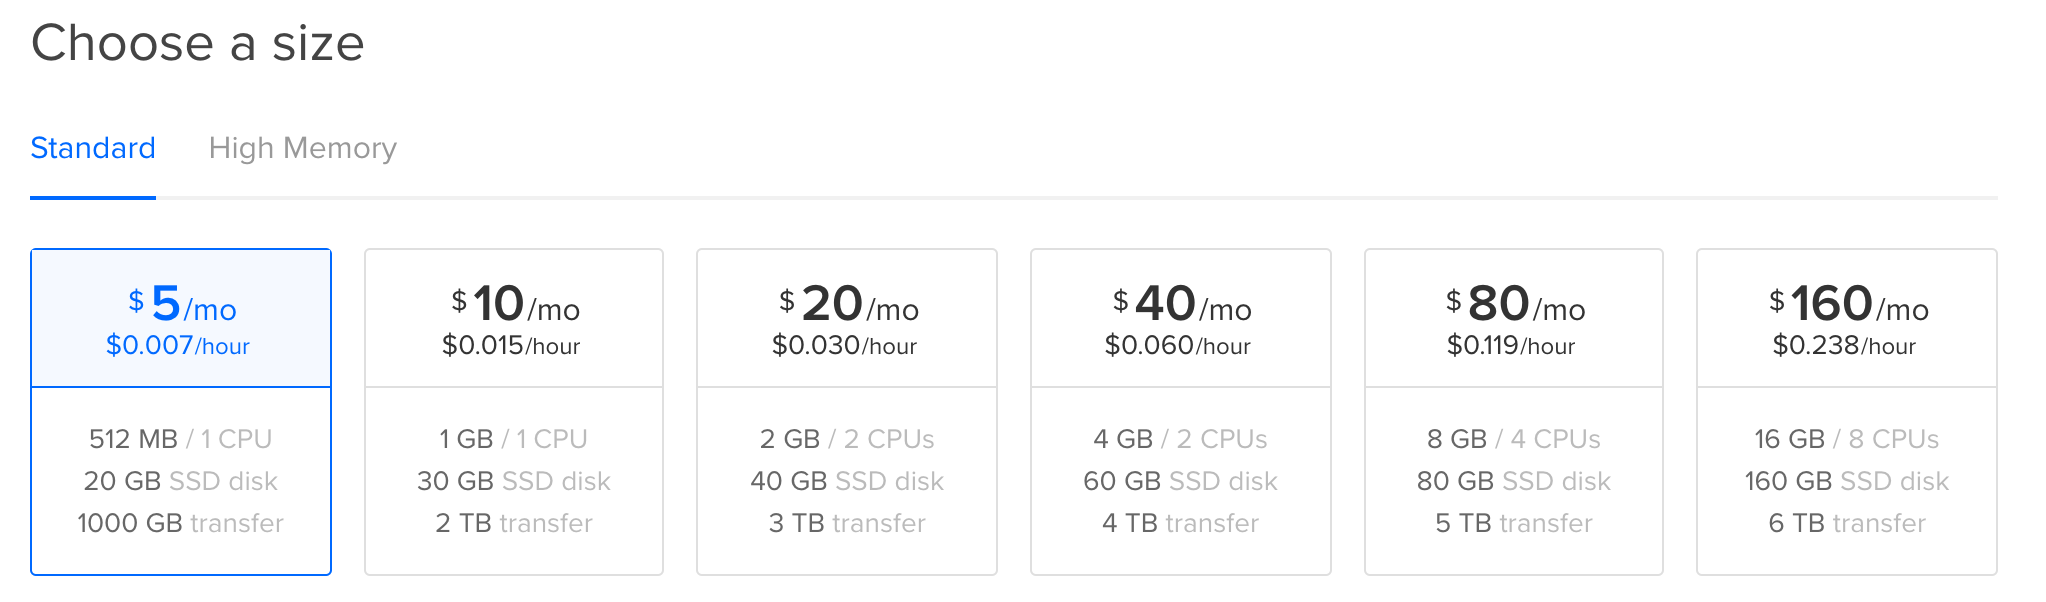 Choose a size
Standard High Memory
$5/mo
$0.007/hour
512 MB / 1 CPU
20 GB SSD disk
1000 GB transfer
$10/mo
$0.015/hour
1 GB / 1 CPU
30 GB SSD disk
2 TB transfer
$20/mo
$0.030/hour
2 GB / 2 CPUs
40 GB SSD disk
3 TB transfer
$40/mo
$0.060/hour
4 GB / 2 CPUs
60 GB SSD disk
4 TB transfer
$80/mo
$0.119/hour
8 GB / 4 CPUs
80 GB SSD disk
5 TB transfer
$160/mo
$0.238/hour
16 GB / 8 CPUs
160 GB SSD disk
6 TB transfer